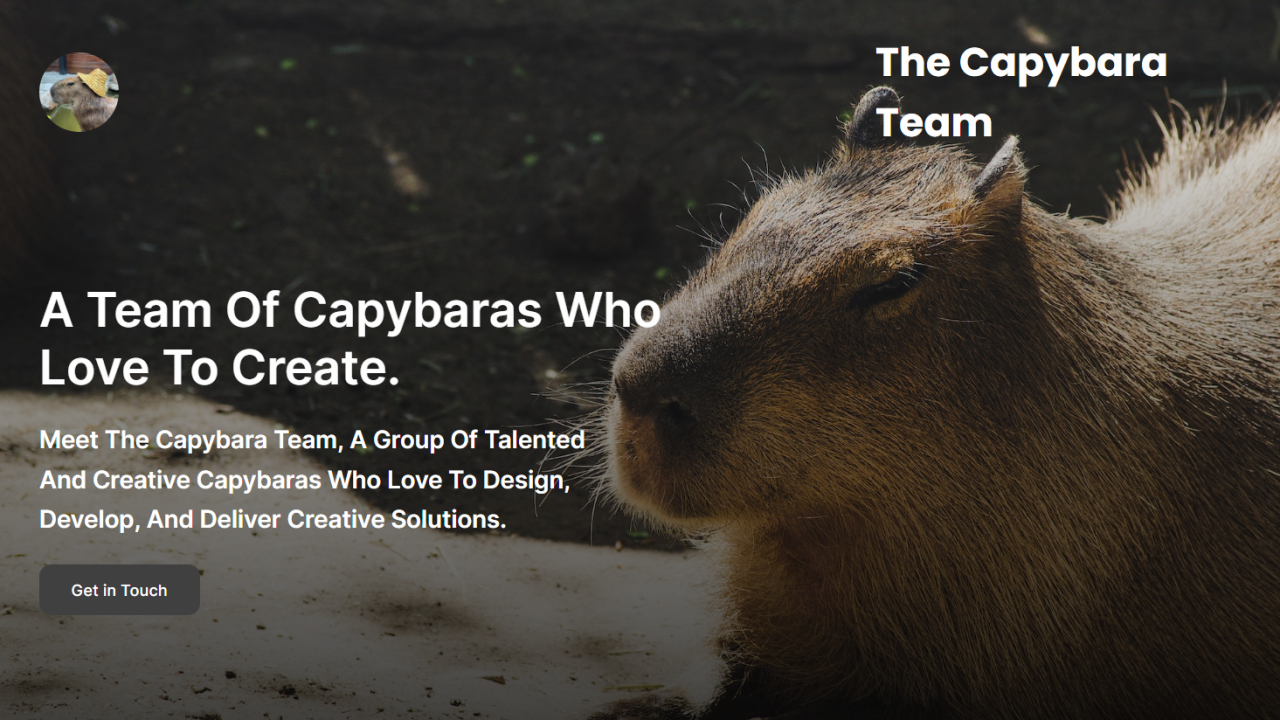 The Capybara
Team
A Team Of Capybaras Who
Love To Create.
Meet The Capybara Team, A Group Of Talented
And Creative Capybaras Who Love To Design,
Develop, And Deliver Creative Solutions.
Get in Touch